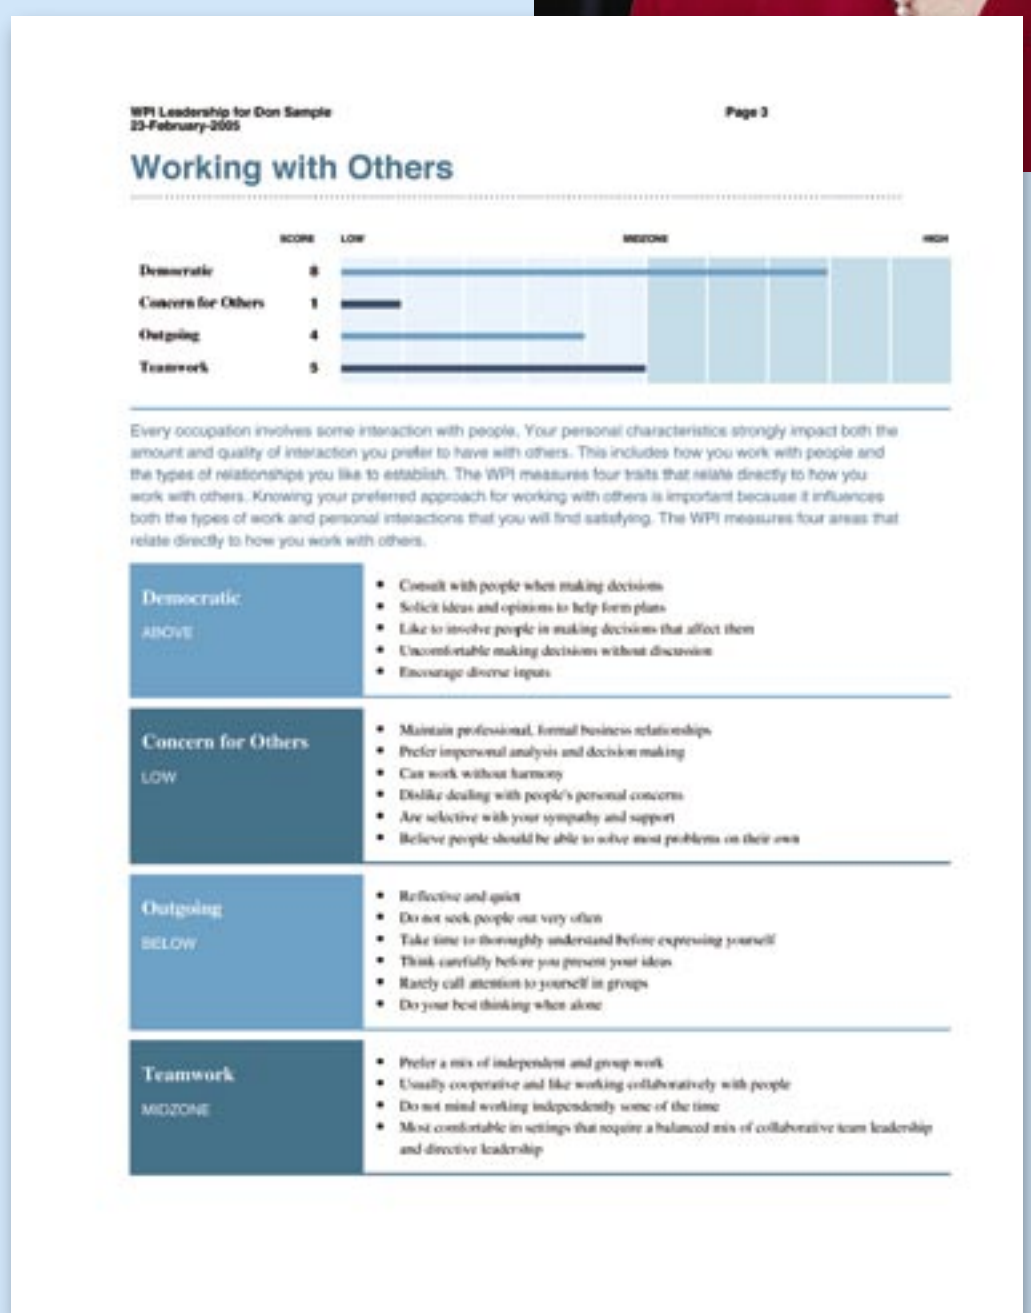 WPI Leadership for Don Sample Page 3
23-February-2005
Working with Others
SCORE LOW MIDZONE HIGH
Democratic 8
Concern for Others 1
Outgoing 4
Teamwork 5
Every occupation involves some interaction with people. Your personal characteristics strongly impact both the
amount and quality of interaction you prefer to have with others. This includes how you work with people and
the types of relationships you like to establish. The WPI measures four traits that relate directly to how you
work with others. Knowing your preferred approach for working with others is important because it influences
both the types of work and personal interactions that you will find satisfying. The WPI measures four areas that
relate directly to how you work with others.
Democratic
ABOVE
• Consult with people when making decisions
• Solicit ideas and opinions to help form plans
• Like to involve people in making decisions that affect them
• Uncomfortable making decisions without discussion
• Encourage diverse inputs
Concern for Others
LOW
• Maintain professional, formal business relationships
• Prefer impersonal analysis and decision making
• Can work without harmony
• Dislike dealing with people's personal concerns
• Are selective with your sympathy and support
• Believe people should be able to solve most problems on their own
Outgoing
BELOW
• Reflective and quiet
• Do not seek people out very often
• Take time to thoroughly understand before expressing yourself
• Think carefully before you present your ideas
• Rarely call attention to yourself in groups
• Do your best thinking when alone
Teamwork
MIDZONE
• Prefer a mix of independent and group work
• Usually cooperative and like working collaboratively with people
• Do not mind working independently some of the time
• Most comfortable in settings that require a balanced mix of collaborative team leadership
and directive leadership